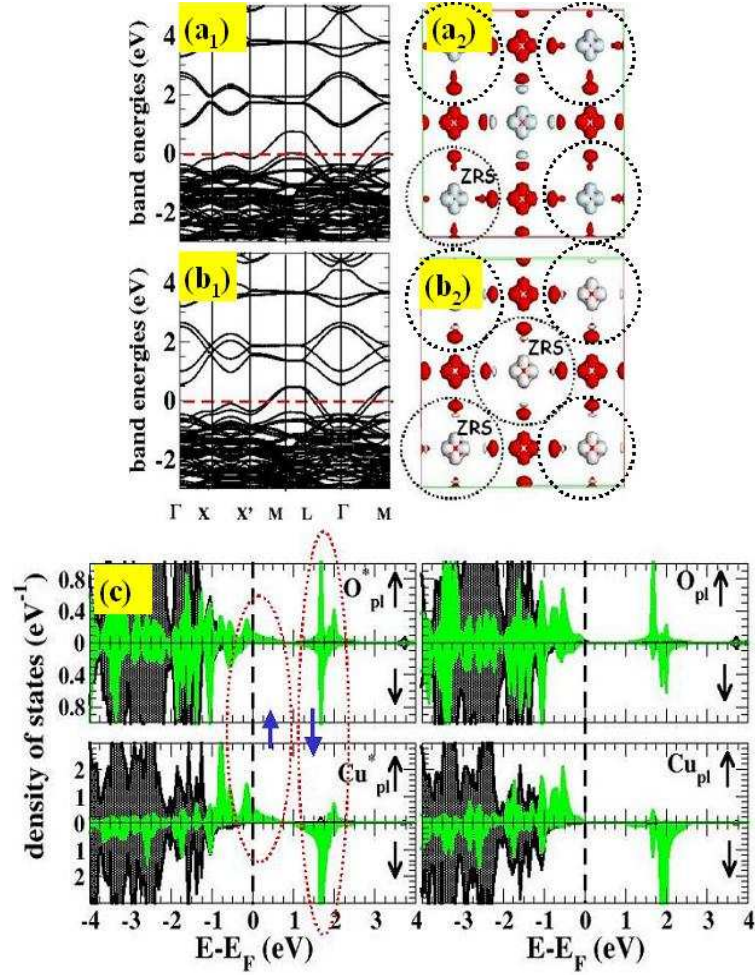 (a1)
(a2)
band energies (eV)
4
2
0
-2
ZRS
(b1)
(b2)
band energies (eV)
4
2
0
-2
ZRS
ZRS
Γ X X' M L Γ M
(c)
density of states (eV-1)
0.8
0.4
0
0.4
0.8
O*pl
Opl
2
1
0
1
2
Cu*pl
Cupl
-4 -3 -2 -1 0 1 2 3
-4 -3 -2 -1 0 1 2 3 4
E-EF (eV)
E-EF (eV)